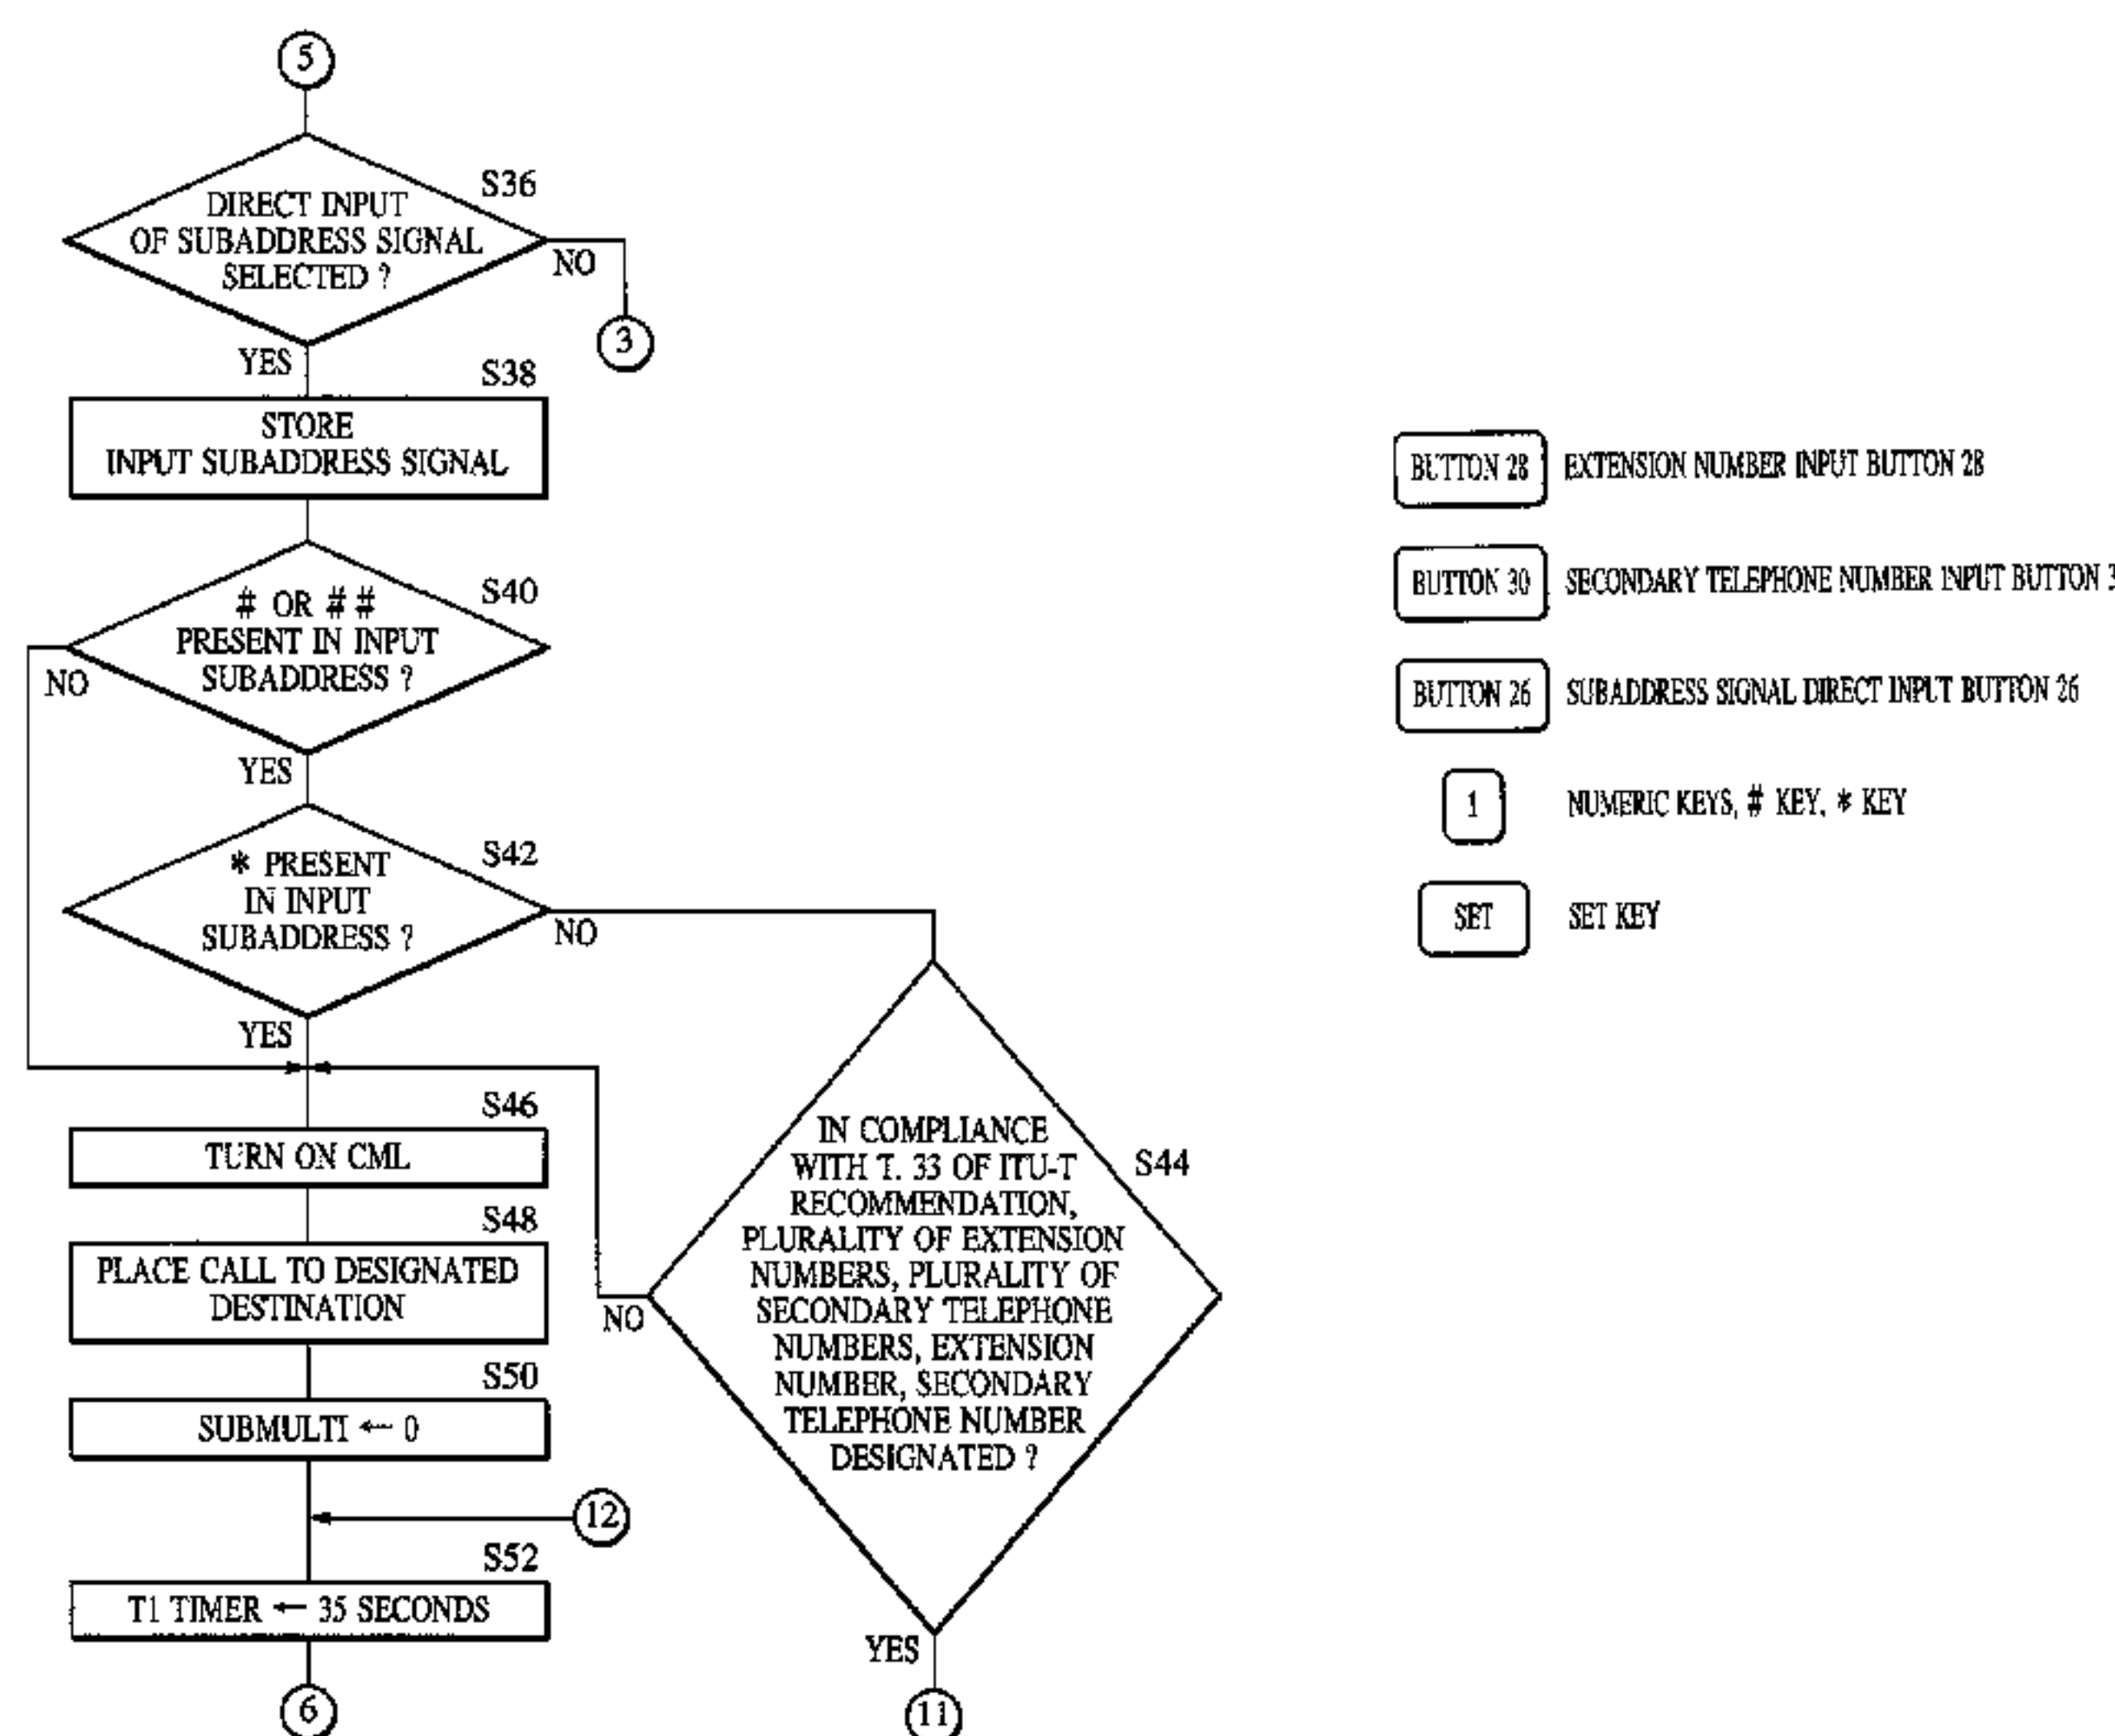 5
S36
DIRECT INPUT
OF SUBADDRESS SIGNAL
SELECTED ?
NO
3
YES
S38
STORE
INPUT SUBADDRESS SIGNAL
S40
# OR ##
PRESENT IN INPUT
SUBADDRESS ?
NO
YES
S42
* PRESENT
IN INPUT
SUBADDRESS ?
NO
YES
S46
TURN ON CML
S48
PLACE CALL TO DESIGNATED
DESTINATION
S50
SUBMULTI ← 0
12
S52
T1 TIMER ← 35 SECONDS
6
S44
IN COMPLIANCE
WITH T. 33 OF ITU-T
RECOMMENDATION,
PLURALITY OF EXTENSION
NUMBERS, PLURALITY OF
SECONDARY TELEPHONE
NUMBERS, EXTENSION
NUMBER, SECONDARY
TELEPHONE NUMBER
DESIGNATED ?
NO
YES
11
BUTTON 28 EXTENSION NUMBER INPUT BUTTON 28
BUTTON 30 SECONDARY TELEPHONE NUMBER INPUT BUTTON
BUTTON 26 SUBADDRESS SIGNAL DIRECT INPUT BUTTON 26
1 NUMERIC KEYS, # KEY, * KEY
SET SET KEY